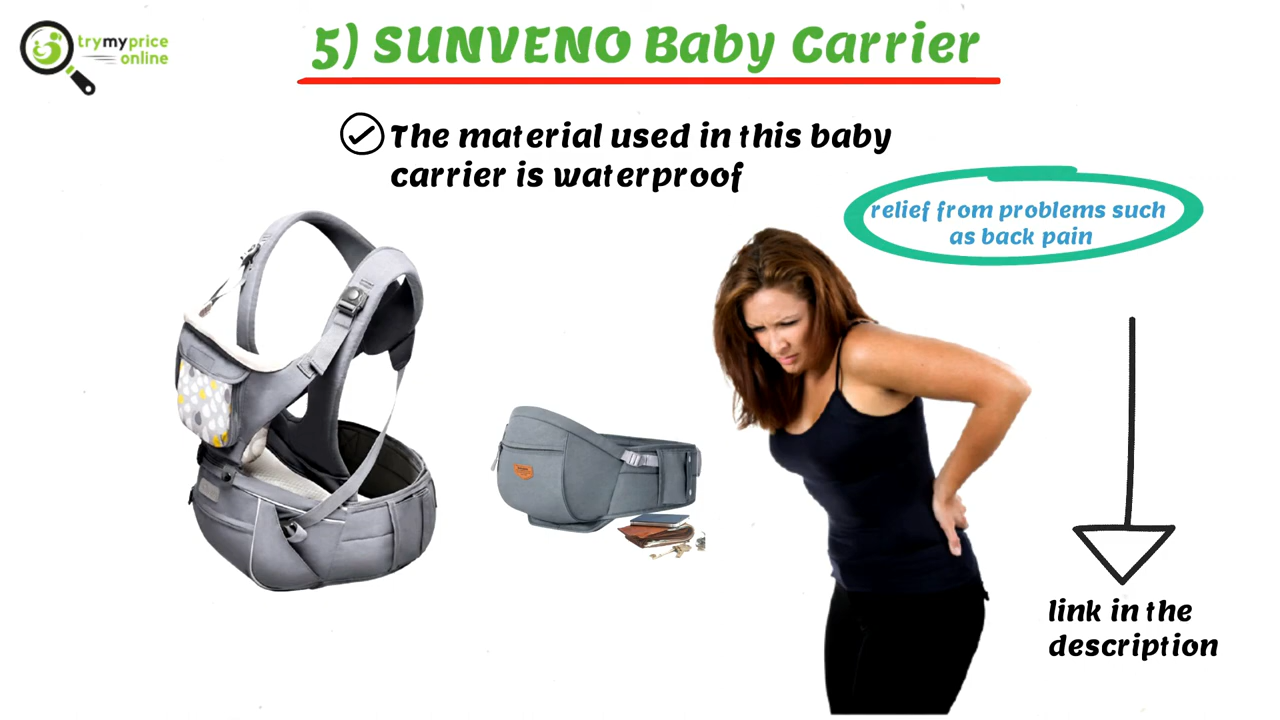 trymyprice
online
5) SUNVENO Baby Carrier
The material used in this baby
carrier is waterproof
relief from problems such
as back pain
link in the
description